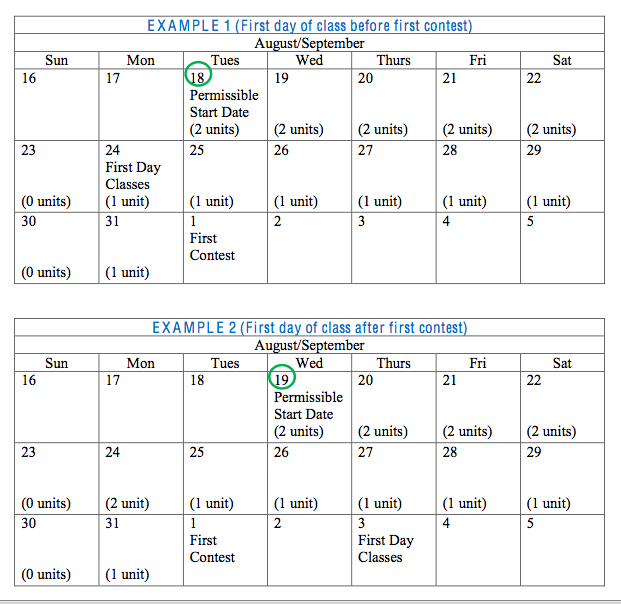 EXAMPLE 1 (First day of class before first contest)
August/September
Sun Mon Tues Wed Thurs Fri Sat
16 17 18 19 20 21 22
Permissible
Start Date
(2 units) (2 units) (2 units) (2 units) (2 units)
23 24 25 26 27 28 29
First Day
Classes
(0 units) (1 unit) (1 unit) (1 unit) (1 unit) (1 unit) (1 unit)
30 31 1 2 3 4 5
First
Contest
(0 units) (1 unit)
EXAMPLE 2 (First day of class after first contest)
August/September
Sun Mon Tues Wed Thurs Fri Sat
16 17 18 19 20 21 22
Permissible
Start Date
(2 units) (2 units) (2 units) (2 units)
23 24 25 26 27 28 29
(0 units) (2 unit) (1 unit) (1 unit) (1 unit) (1 unit) (1 unit)
30 31 1 2 3 4 5
First First Day
Contest Classes
(0 units) (1 unit)